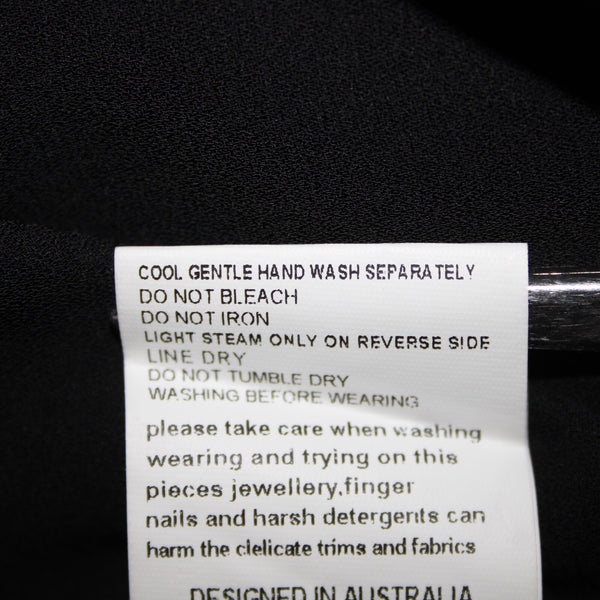 COOL GENTLE HAND WASH SEPARATELY
DO NOT BLEACH
DO NOT IRON
LIGHT STEAM ONLY ON REVERSE SIDE
LINE DRY
DO NOT TUMBLE DRY
WASHING BEFORE WEARING
please take care when washing
wearing and trying on this
pieces jewellery,finger
nails and harsh detergents can
harm the clelicate trims and fabrics
DESIGNED IN AUSTRALIA